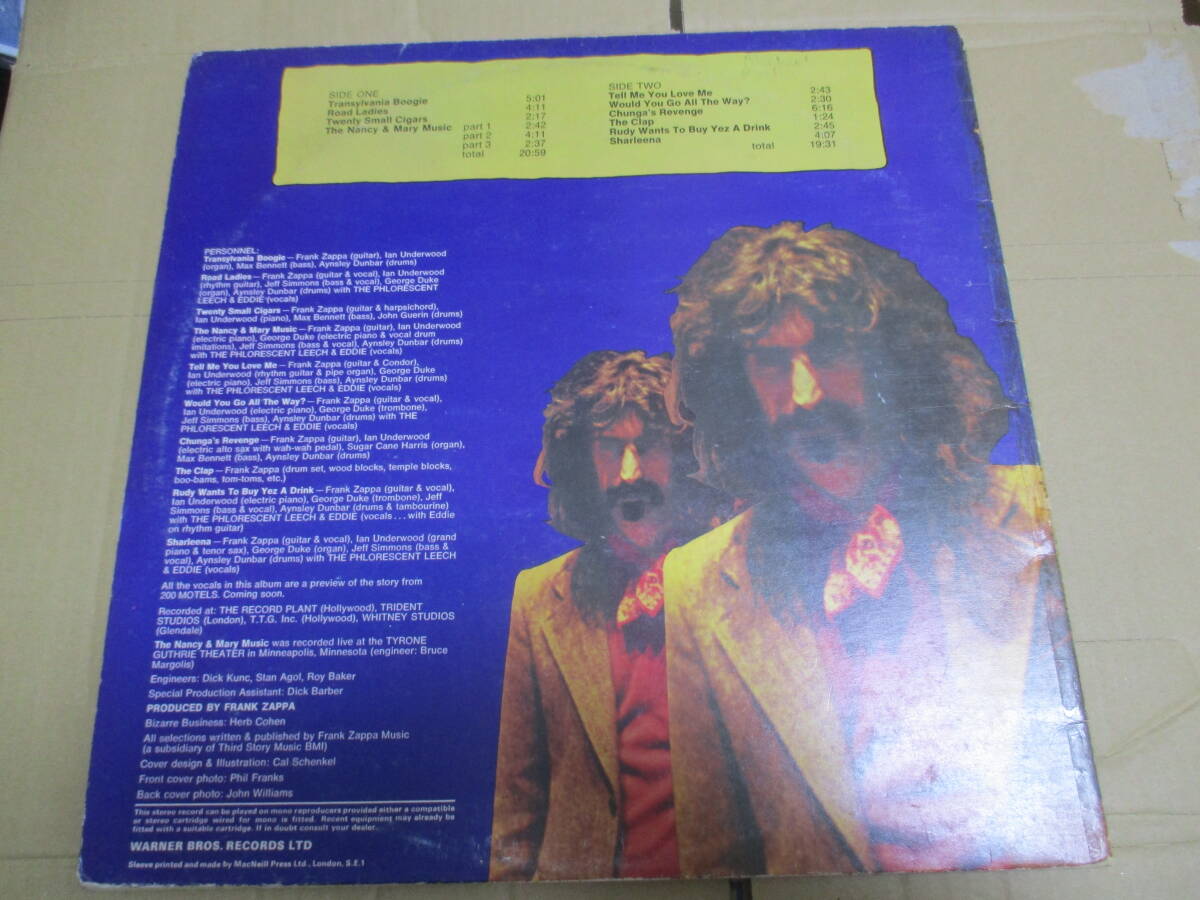 SIDE ONE
Transylvania Boogie 5:01
Road Ladies 4:11
Twenty Small Cigars 2:17
The Nancy & Mary Music part 1 2:42
part 2 4:11
part 3 2:37
total 20:59
SIDE TWO
Tell Me You Love Me 2:43
Would You Go All The Way? 2:30
Chunga's Revenge 6:16
The Clap 1:24
Rudy Wants To Buy Yez A Drink 2:45
Sharleena 4:07
total 19:31
PERSONNEL:
Transylvania Boogie — Frank Zappa (guitar), Ian Underwood
(organ), Max Bennett (bass), Aynsley Dunbar (drums)
Road Ladies — Frank Zappa (guitar & vocal), Ian Underwood
(rhythm guitar), Jeff Simmons (bass & vocal), George Duke
(organ), Aynsley Dunbar (drums) with THE PHLORESCENT
LEECH & EDDIE (vocals)
Twenty Small Cigars — Frank Zappa (guitar & harpsichord),
Ian Underwood (piano), Max Bennett (bass), John Guerin (drums)
The Nancy & Mary Music — Frank Zappa (guitar), Ian Underwood
(electric piano), George Duke (electric piano & vocal drum
imitations), Jeff Simmons (bass & vocal), Aynsley Dunbar (drums)
with THE PHLORESCENT LEECH & EDDIE (vocals)
Tell Me You Love Me — Frank Zappa (guitar & Condor),
Ian Underwood (rhythm guitar & pipe organ), George Duke
(electric piano), Jeff Simmons (bass), Aynsley Dunbar (drums)
with THE PHLORESCENT LEECH & EDDIE (vocals)
Would You Go All The Way? — Frank Zappa (guitar & vocal),
Ian Underwood (electric piano), George Duke (trombone),
Jeff Simmons (bass), Aynsley Dunbar (drums) with THE
PHLORESCENT LEECH & EDDIE (vocals)
Chunga's Revenge — Frank Zappa (guitar), Ian Underwood
(electric alto sax with wah-wah pedal), Sugar Cane Harris (organ),
Max Bennett (bass), Aynsley Dunbar (drums)
The Clap — Frank Zappa (drum set, wood blocks, temple blocks,
boo-bams, tom-toms, etc.)
Rudy Wants To Buy Yez A Drink — Frank Zappa (guitar & vocal),
Ian Underwood (electric piano), George Duke (trombone), Jeff
Simmons (bass & vocal), Aynsley Dunbar (drums & tambourine)
with THE PHLORESCENT LEECH & EDDIE (vocals . . . with Eddie
on rhythm guitar)
Sharleena — Frank Zappa (guitar & vocal), Ian Underwood (grand
piano & tenor sax), George Duke (organ), Jeff Simmons (bass &
vocal), Aynsley Dunbar (drums) with THE PHLORESCENT LEECH
& EDDIE (vocals)
All the vocals in this album are a preview of the story from
200 MOTELS. Coming soon.
Recorded at: THE RECORD PLANT (Hollywood), TRIDENT
STUDIOS (London), T.T.G. Inc. (Hollywood), WHITNEY STUDIOS
(Glendale)
The Nancy & Mary Music was recorded live at the TYRONE
GUTHRIE THEATER in Minneapolis, Minnesota (engineer: Bruce
Margolis)
Engineers: Dick Kunc, Stan Agol, Roy Baker
Special Production Assistant: Dick Barber
PRODUCED BY FRANK ZAPPA
Bizarre Business: Herb Cohen
All selections written & published by Frank Zappa Music
(a subsidiary of Third Story Music BMI)
Cover design & Illustration: Cal Schenkel
Front cover photo: Phil Franks
Back cover photo: John Williams
This stereo record can be played on mono reproducers provided either a compatible
or stereo cartridge wired for mono is fitted. Recent equipment may already be
fitted with a suitable cartridge. If in doubt consult your dealer.
WARNER BROS. RECORDS LTD
Sleeve printed and made by MacNeill Press Ltd., London, S.E.1